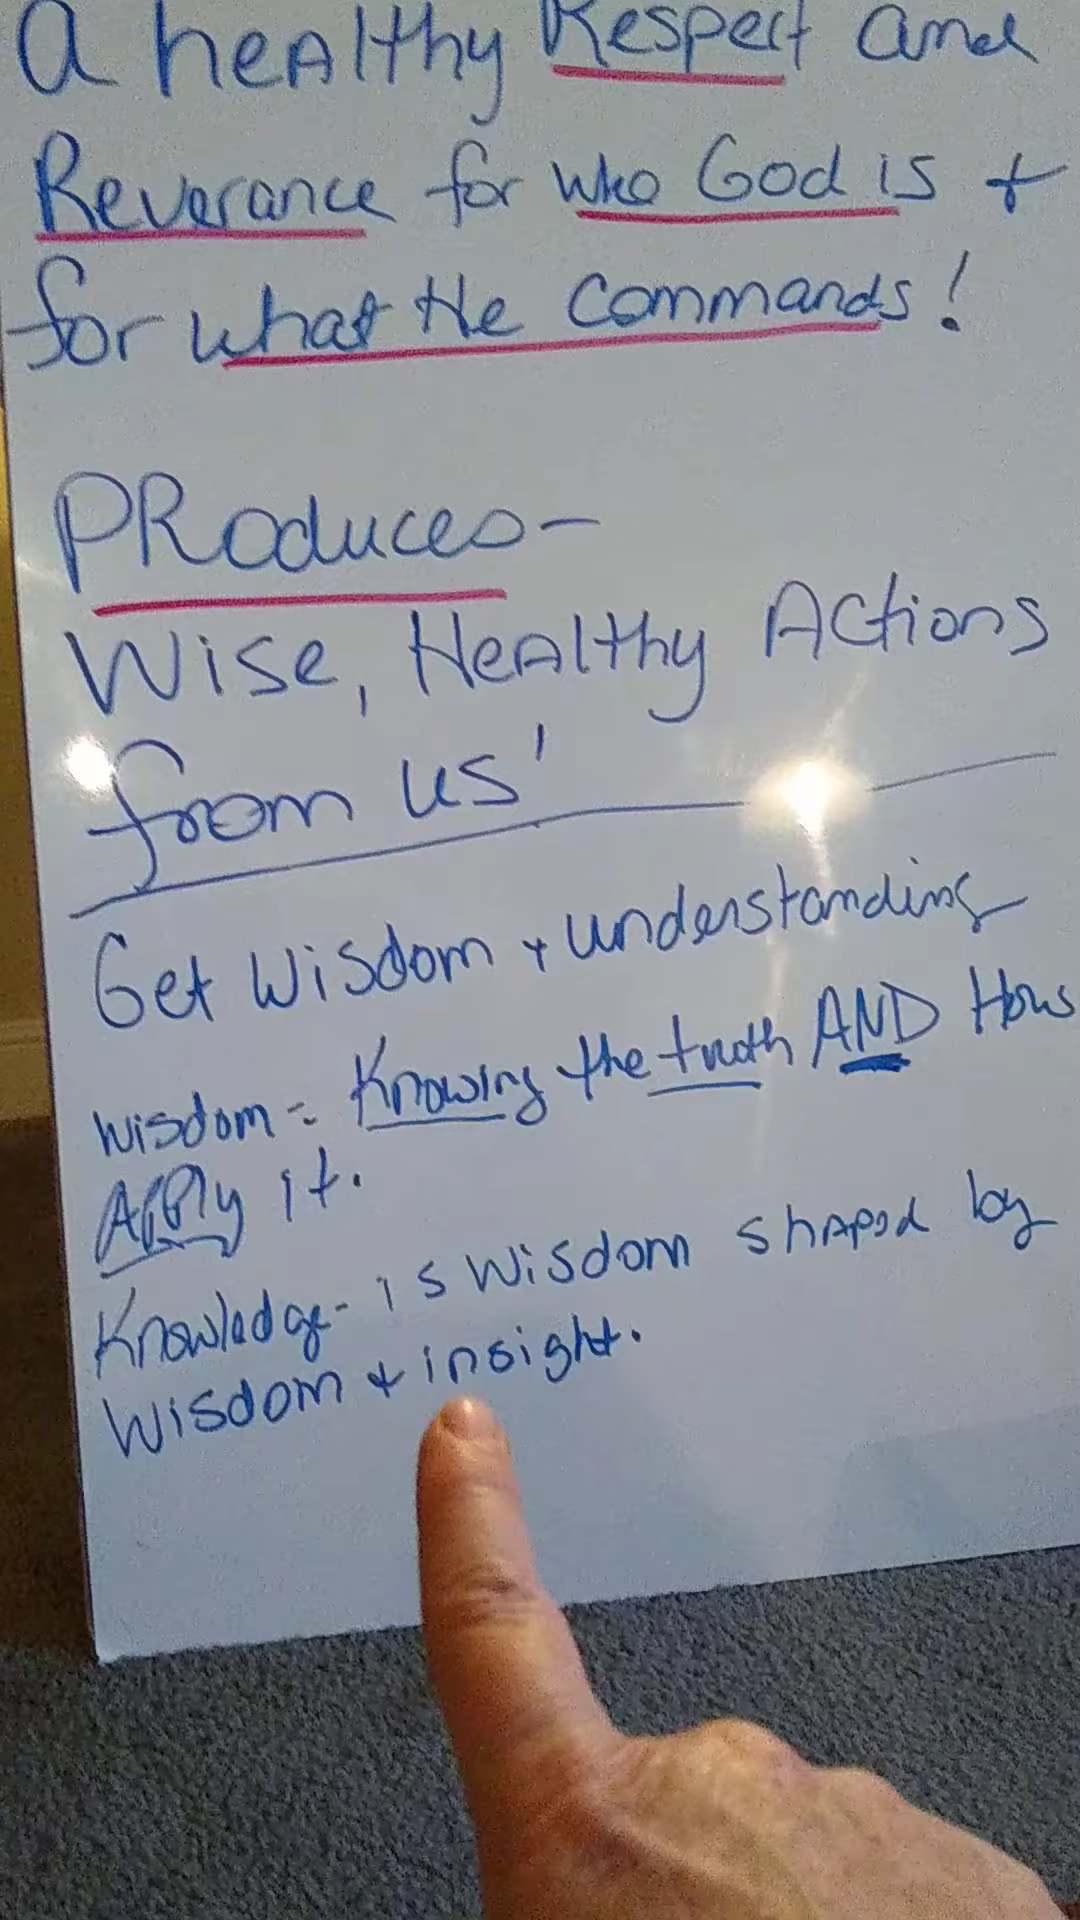 a healthy Respect and
Reverance for who God is +
for what He Commands!
PRoduces-
Wise, Healthy Actions
from us'
Get Wisdom + understanding
Wisdom = Knowing the truth AND How
Apply it.
Knowledge- is Wisdom shaped by
Wisdom + insight.